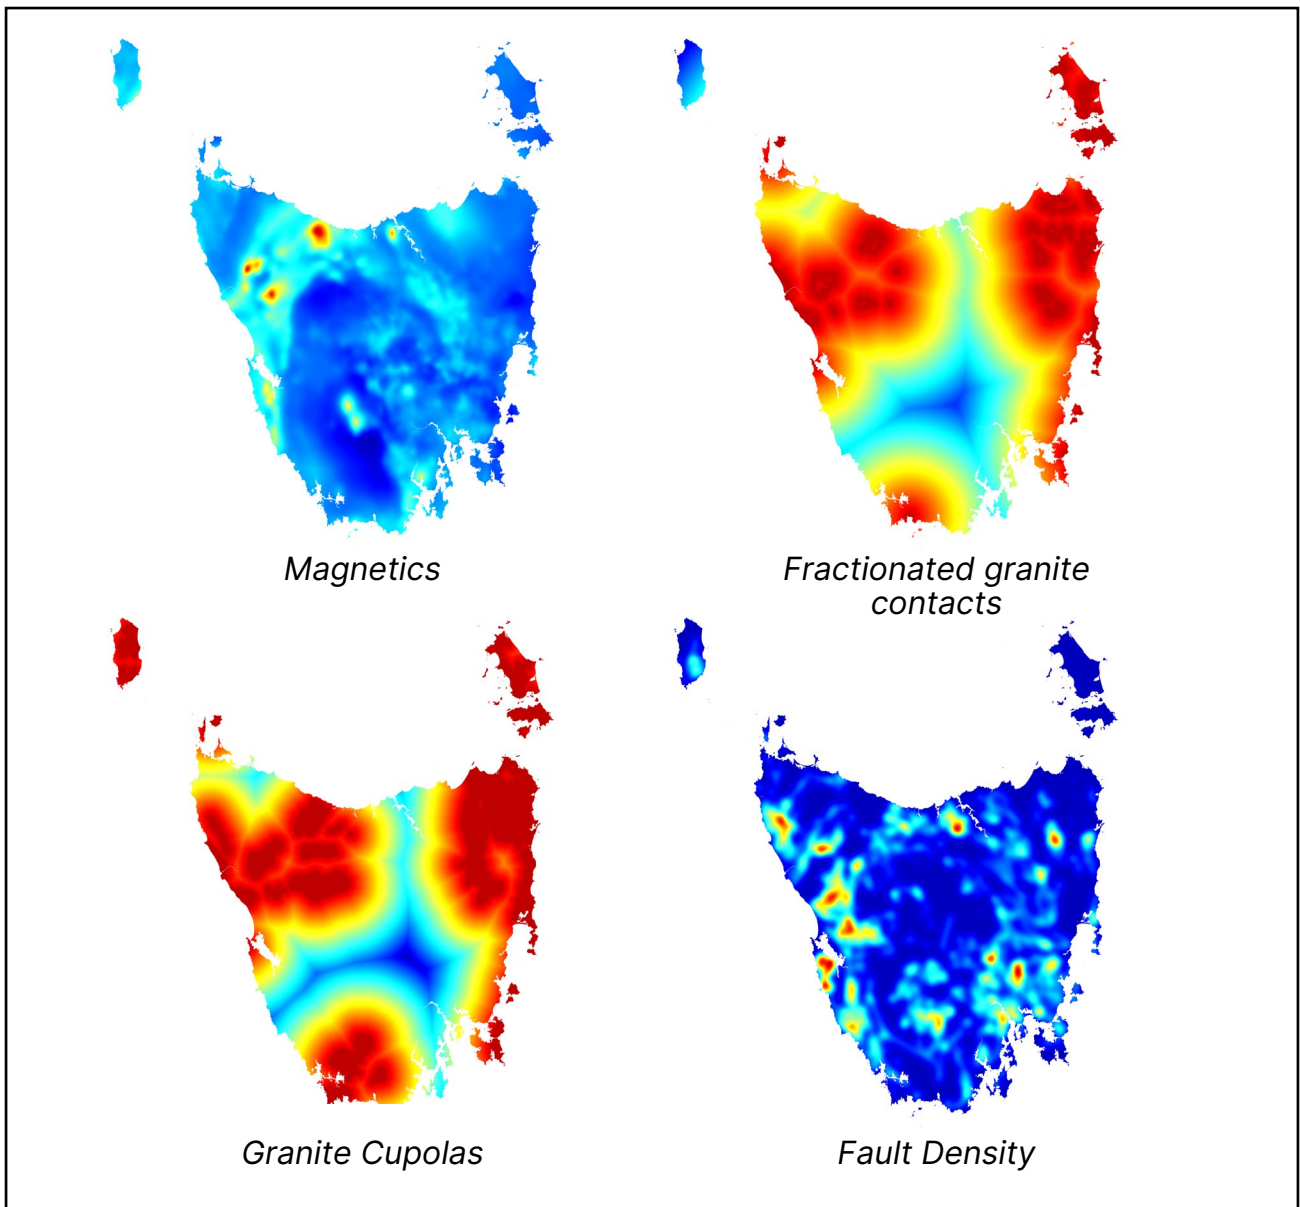 Magnetics
Fractionated granite
contacts
Granite Cupolas
Fault Density